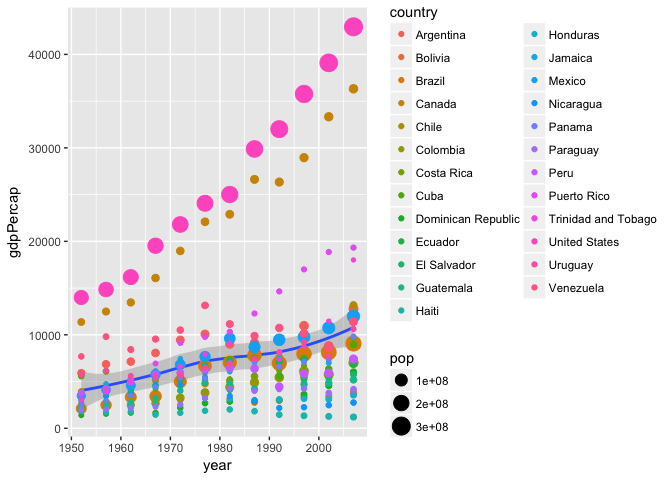 40000
30000
20000
10000
0
gdpPercap
1950
1960
1970
1980
1990
2000
year
country
Argentina
Bolivia
Brazil
Canada
Chile
Colombia
Costa Rica
Cuba
Dominican Republic
Ecuador
El Salvador
Guatemala
Haiti
Honduras
Jamaica
Mexico
Nicaragua
Panama
Paraguay
Peru
Puerto Rico
Trinidad and Tobago
United States
Uruguay
Venezuela
pop
1e+08
2e+08
3e+08